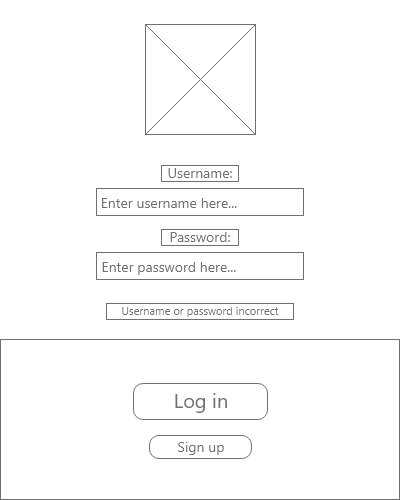 Username:
Enter username here...
Password:
Enter password here...
Username or password incorrect
Log in
Sign up